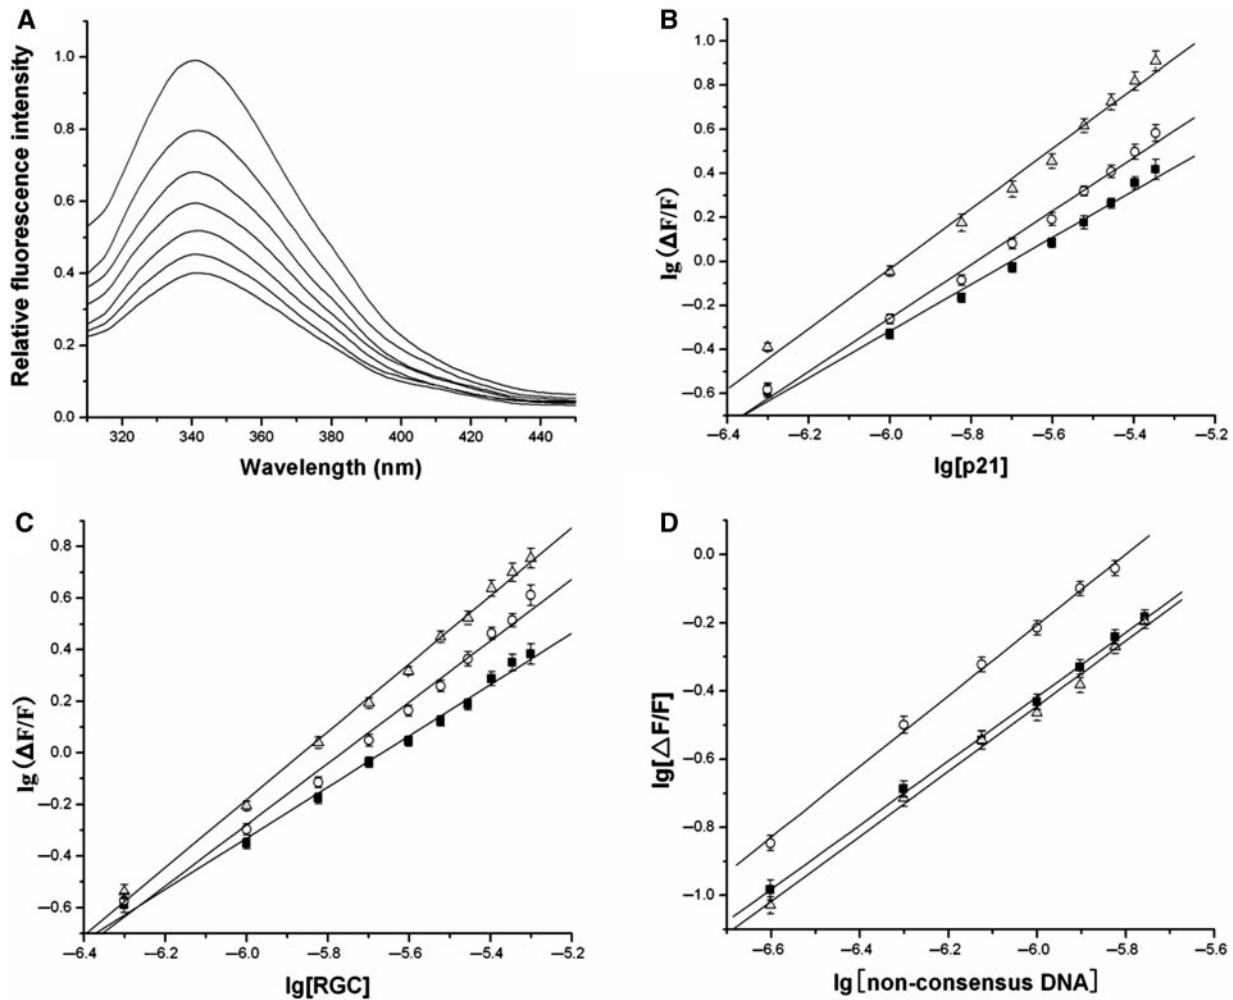 A
Relative fluorescence intensity
1.0
0.8
0.6
0.4
0.2
0.0
320 340 360 380 400 420 440
Wavelength (nm)
B
lg(ΔF/F)
1.0
0.8
0.6
0.4
0.2
0.0
−0.2
−0.4
−0.6
−6.4 −6.2 −6.0 −5.8 −5.6 −5.4 −5.2
lg[p21]
C
lg(ΔF/F)
0.8
0.6
0.4
0.2
0.0
−0.2
−0.4
−0.6
−6.4 −6.2 −6.0 −5.8 −5.6 −5.4 −5.2
lg[RGC]
D
lg[△F/F]
0.0
−0.2
−0.4
−0.6
−0.8
−1.0
−6.6 −6.4 −6.2 −6.0 −5.8 −5.6
lg[non-consensus DNA]